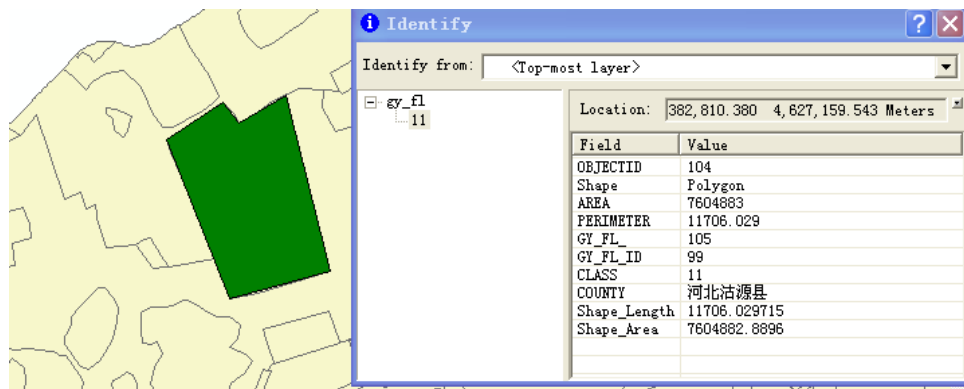 Identify
Identify from: <Top-most layer>
gy_fl
11
Location: 382,810.380 4,627,159.543 Meters
Field Value
OBJECTID 104
Shape Polygon
AREA 7604883
PERIMETER 11706.029
GY_FL_ 105
GY_FL_ID 99
CLASS 11
COUNTY 河北沽源县
Shape_Length 11706.029715
Shape_Area 7604882.8896